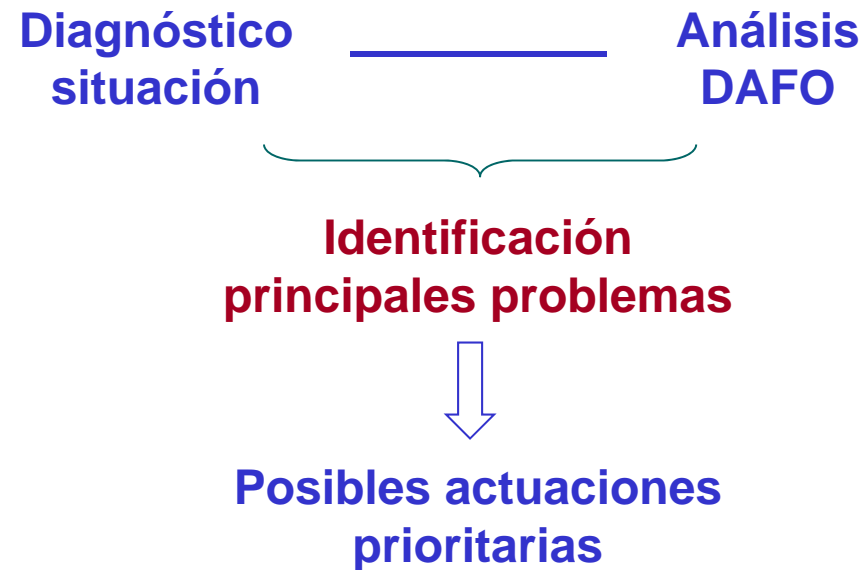 Diagnóstico
situación
Análisis
DAFO
Identificación
principales problemas
Posibles actuaciones
prioritarias